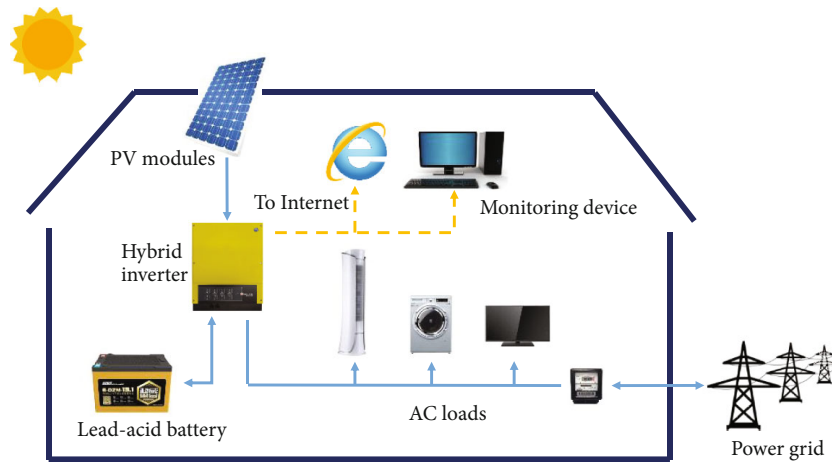 PV modules
To Internet
Monitoring device
Hybrid
inverter
Lead-acid battery
AC loads
Power grid